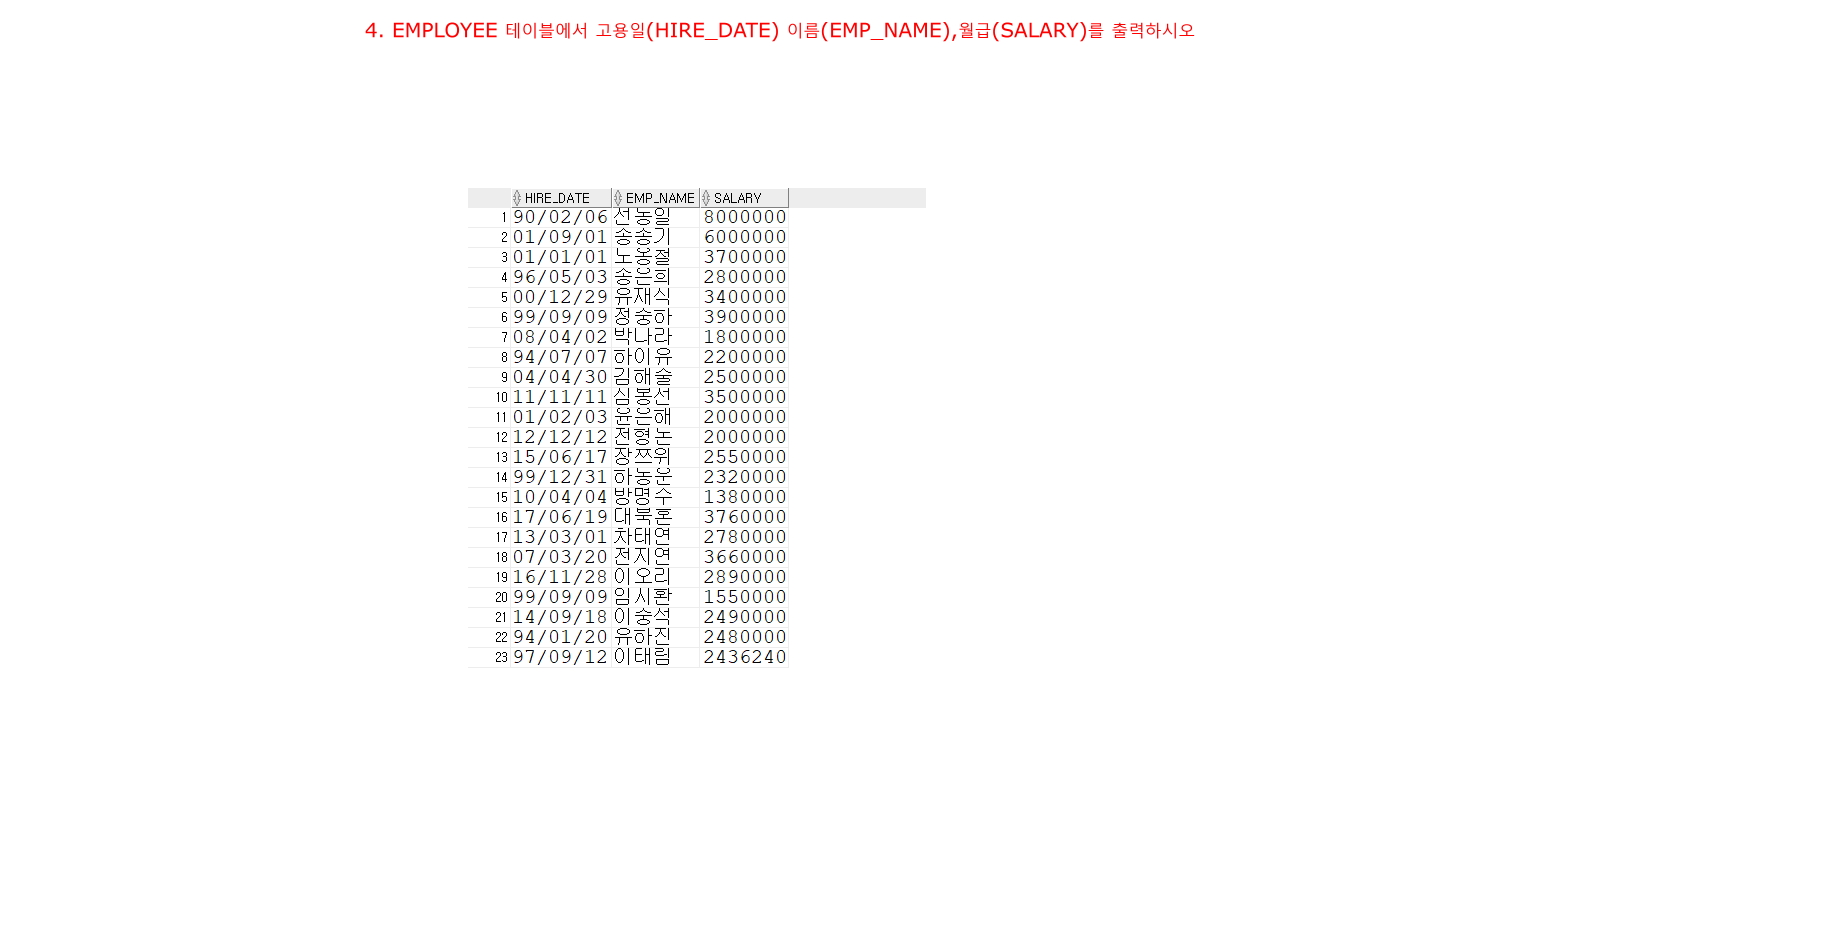 4. EMPLOYEE 테이블에서 고용일(HIRE_DATE) 이름(EMP_NAME),월급(SALARY)를 출력하시오
HIRE_DATE EMP_NAME SALARY
1 90/02/06 선동일 8000000
2 01/09/01 송송기 6000000
3 01/01/01 노옹철 3700000
4 96/05/03 송은희 2800000
5 00/12/29 유재식 3400000
6 99/09/09 정중하 3900000
7 08/04/02 박나라 1800000
8 94/07/07 하이유 2200000
9 04/04/30 김해술 2500000
10 11/11/11 심봉선 3500000
11 01/02/03 윤은해 2000000
12 12/12/12 전형돈 2000000
13 15/06/17 장쯔위 2550000
14 99/12/31 하동운 2320000
15 10/04/04 방명수 1380000
16 17/06/19 대북혼 3760000
17 13/03/01 차태연 2780000
18 07/03/20 전지연 3660000
19 16/11/28 이오리 2890000
20 99/09/09 임시환 1550000
21 14/09/18 이중석 2490000
22 94/01/20 유하진 2480000
23 97/09/12 이태림 2436240